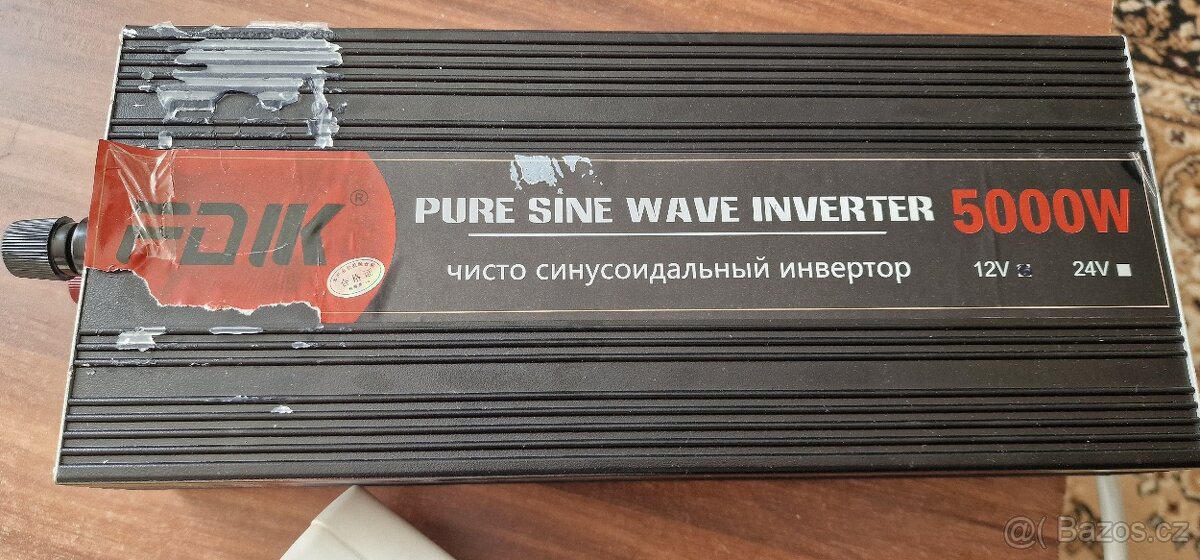 FDIK®
PURE SINE WAVE INVERTER 5000W
чисто синусоидальный инвертор 12V 24V
@( Bazos.cz